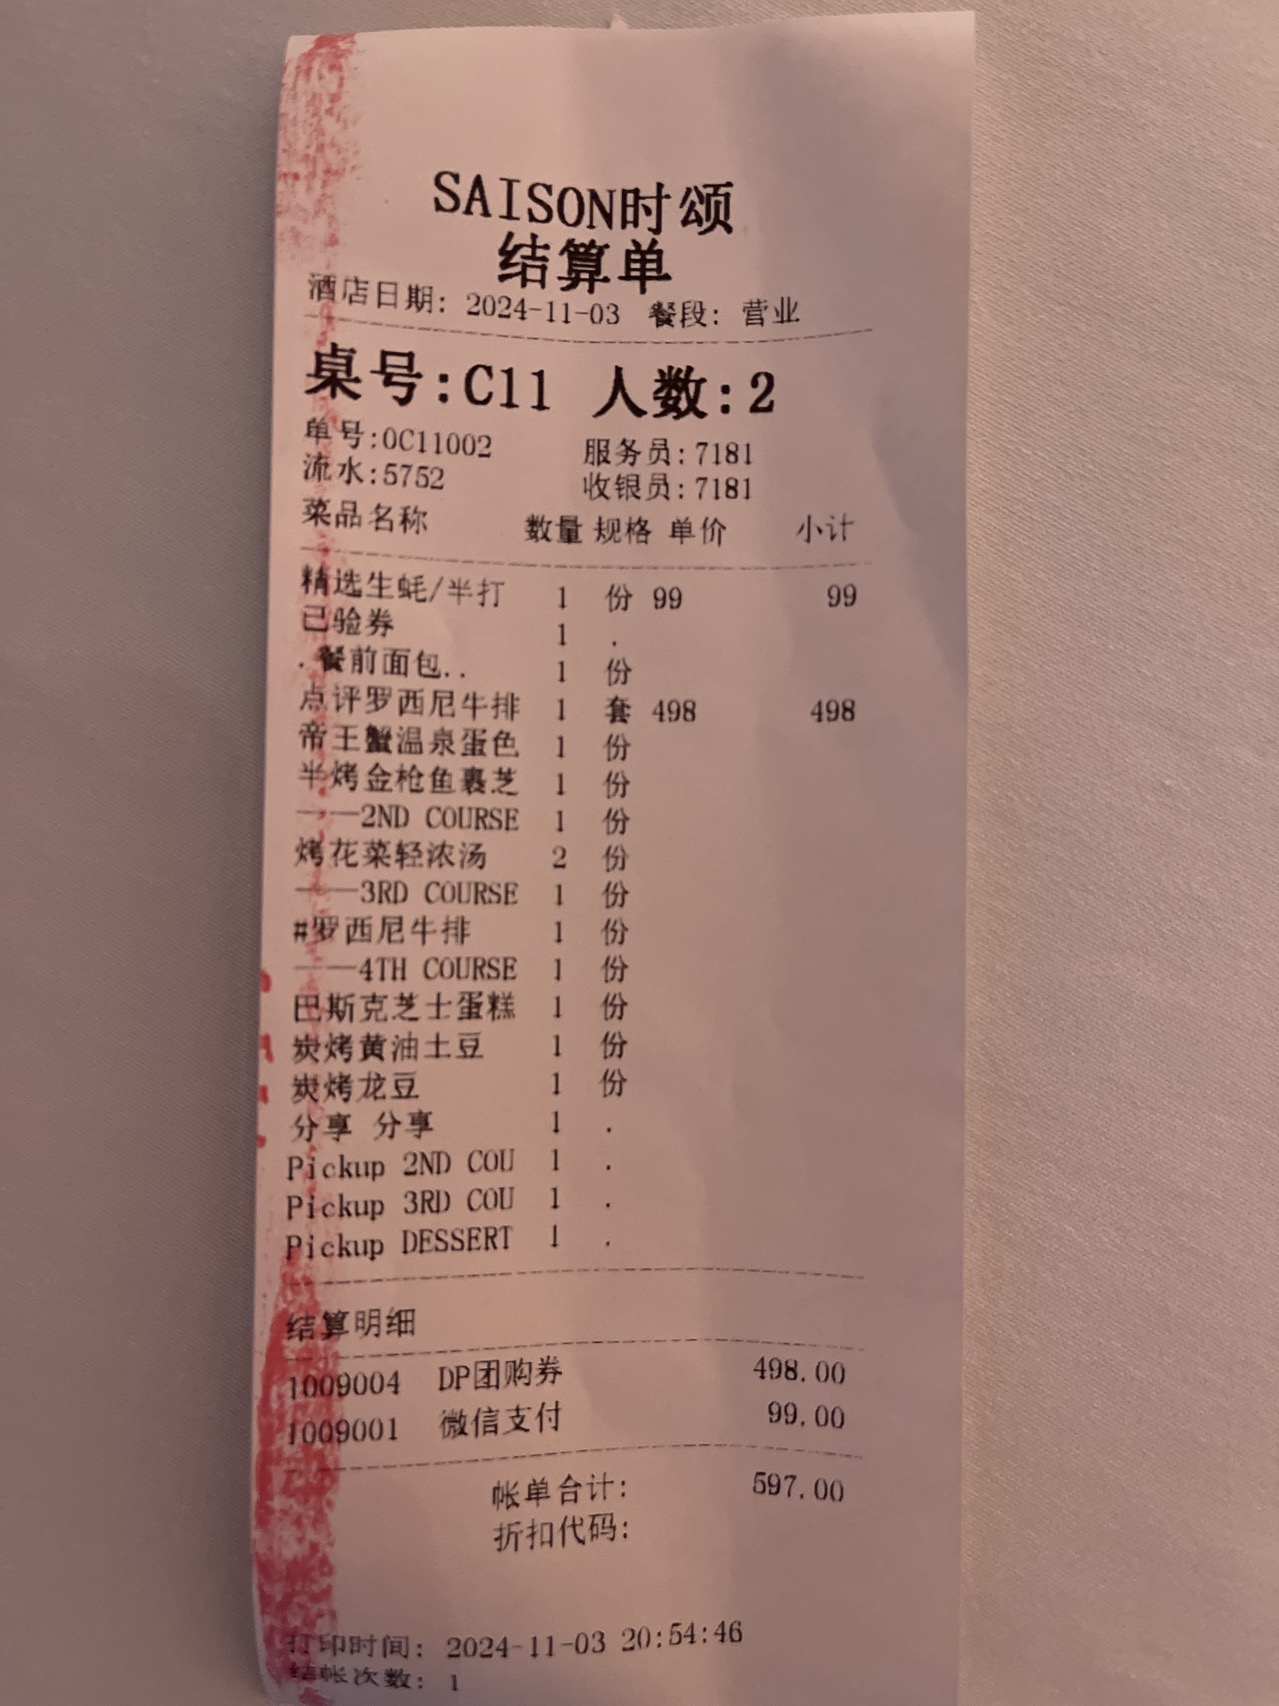 SAISON时颂
结算单
酒店日期: 2024-11-03 餐段: 营业
桌号:C11 人数:2
单号:0C11002 服务员:7181
流水:5752 收银员:7181
菜品名称 数量 规格 单价 小计
精选生蚝/半打 1 份 99 99
已验券 1 .
.餐前面包.. 1 份
点评罗西尼牛排 1 套 498 498
帝王蟹温泉蛋色 1 份
半烤金枪鱼裹芝 1 份
——2ND COURSE 1 份
烤花菜轻浓汤 2 份
——3RD COURSE 1 份
#罗西尼牛排 1 份
——4TH COURSE 1 份
巴斯克芝士蛋糕 1 份
炭烤黄油土豆 1 份
炭烤龙豆 1 份
分享 分享 1 .
Pickup 2ND COU 1 .
Pickup 3RD COU 1 .
Pickup DESSERT 1 .
结算明细
1009004 DP团购券 498.00
1009001 微信支付 99.00
帐单合计: 597.00
折扣代码:
打印时间: 2024-11-03 20:54:46
结帐次数: 1